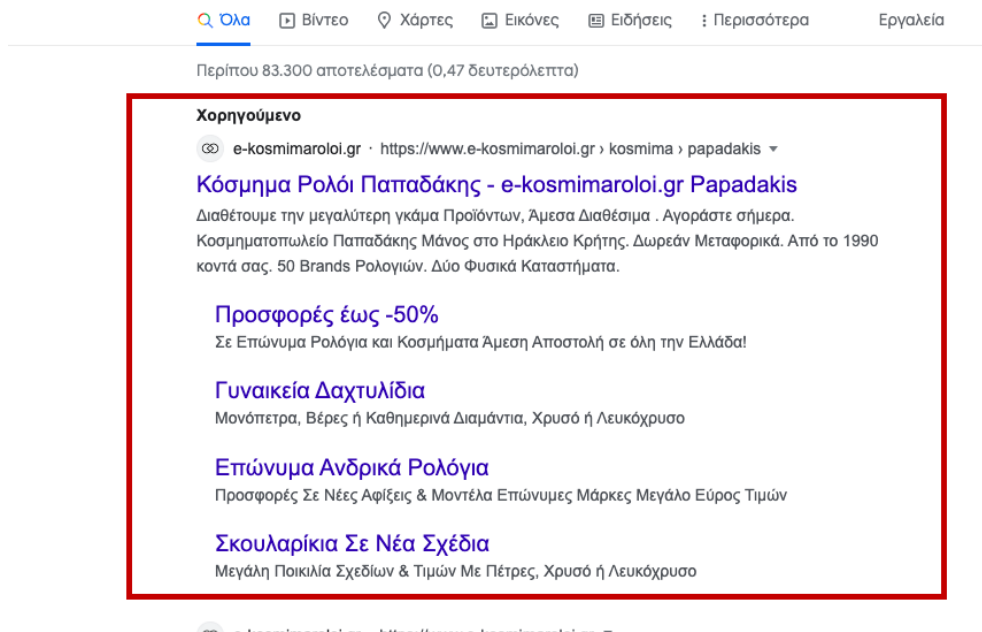 Όλα Βίντεο Χάρτες Εικόνες Ειδήσεις Περισσότερα Εργαλεία
Περίπου 83.300 αποτελέσματα (0,47 δευτερόλεπτα)
Χορηγούμενο
e-kosmimaroloi.gr · https://www.e-kosmimaroloi.gr › kosmima › papadakis
Κόσμημα Ρολόι Παπαδάκης - e-kosmimaroloi.gr Papadakis
Διαθέτουμε την μεγαλύτερη γκάμα Προϊόντων, Άμεσα Διαθέσιμα . Αγοράστε σήμερα.
Κοσμηματοπωλείο Παπαδάκης Μάνος στο Ηράκλειο Κρήτης. Δωρεάν Μεταφορικά. Από το 1990
κοντά σας. 50 Brands Ρολογιών. Δύο Φυσικά Καταστήματα.
Προσφορές έως -50%
Σε Επώνυμα Ρολόγια και Κοσμήματα Άμεση Αποστολή σε όλη την Ελλάδα!
Γυναικεία Δαχτυλίδια
Μονόπετρα, Βέρες ή Καθημερινά Διαμάντια, Χρυσό ή Λευκόχρυσο
Επώνυμα Ανδρικά Ρολόγια
Προσφορές Σε Νέες Αφίξεις & Μοντέλα Επώνυμες Μάρκες Μεγάλο Εύρος Τιμών
Σκουλαρίκια Σε Νέα Σχέδια
Μεγάλη Ποικιλία Σχεδίων & Τιμών Με Πέτρες, Χρυσό ή Λευκόχρυσο